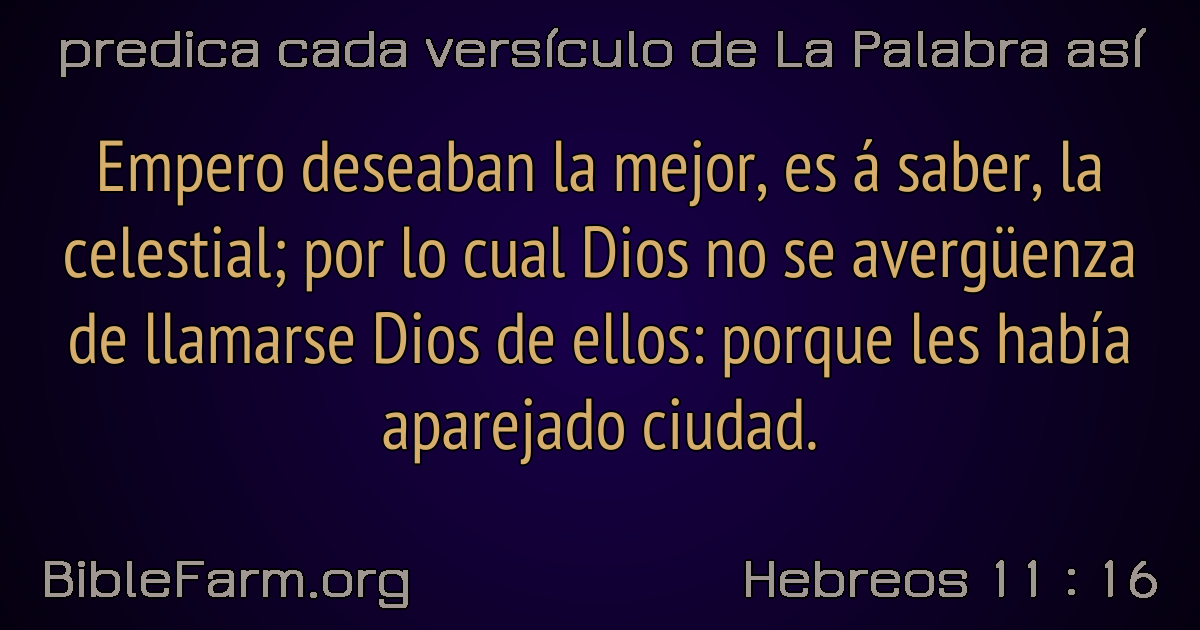 predica cada versículo de La Palabra así
Empero deseaban la mejor, es á saber, la
celestial; por lo cual Dios no se avergüenza
de llamarse Dios de ellos: porque les había
aparejado ciudad.
BibleFarm.org
Hebreos 11 : 16